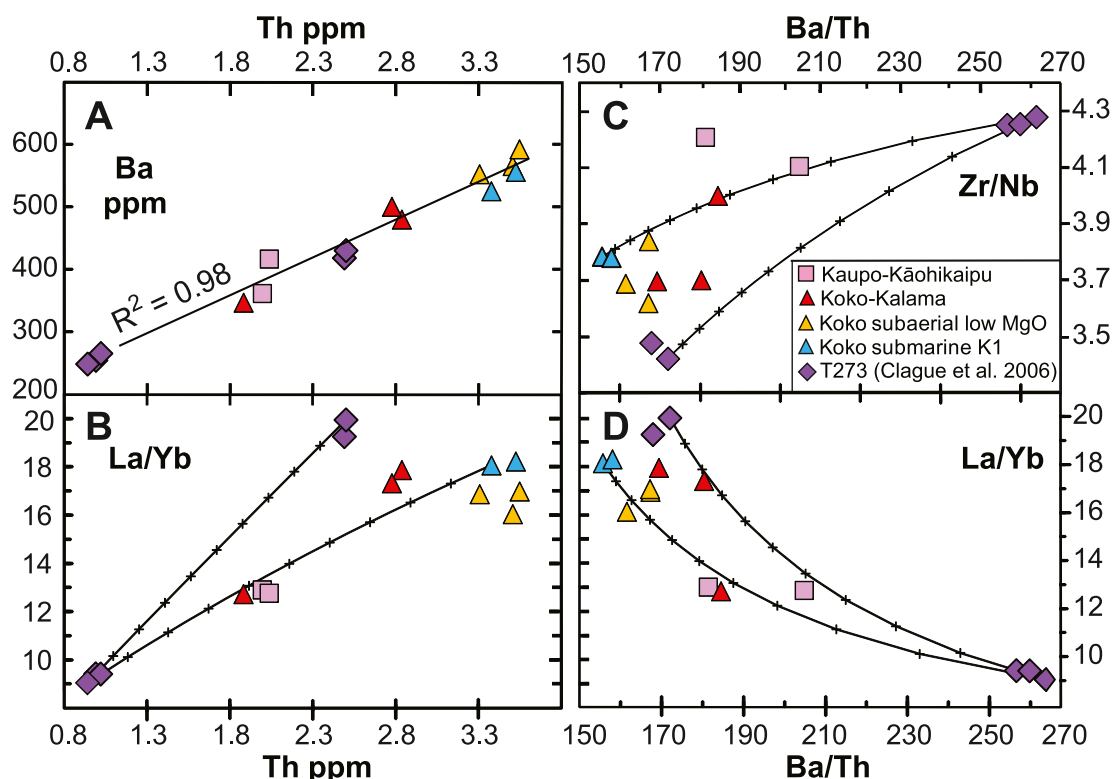 Th ppm
Ba/Th
0.8 1.3 1.8 2.3 2.8 3.3
150 170 190 210 230 250 270
A
Ba
ppm
600
500
400
300
200
R² = 0.98
C
Zr/Nb
4.3
4.1
3.9
3.7
3.5
Kaupo-Kāohikaipu
Koko-Kalama
Koko subaerial low MgO
Koko submarine K1
T273 (Clague et al. 2006)
B
La/Yb
20
18
16
14
12
10
D
La/Yb
20
18
16
14
12
10
0.8 1.3 1.8 2.3 2.8 3.3
150 170 190 210 230 250 270
Th ppm
Ba/Th